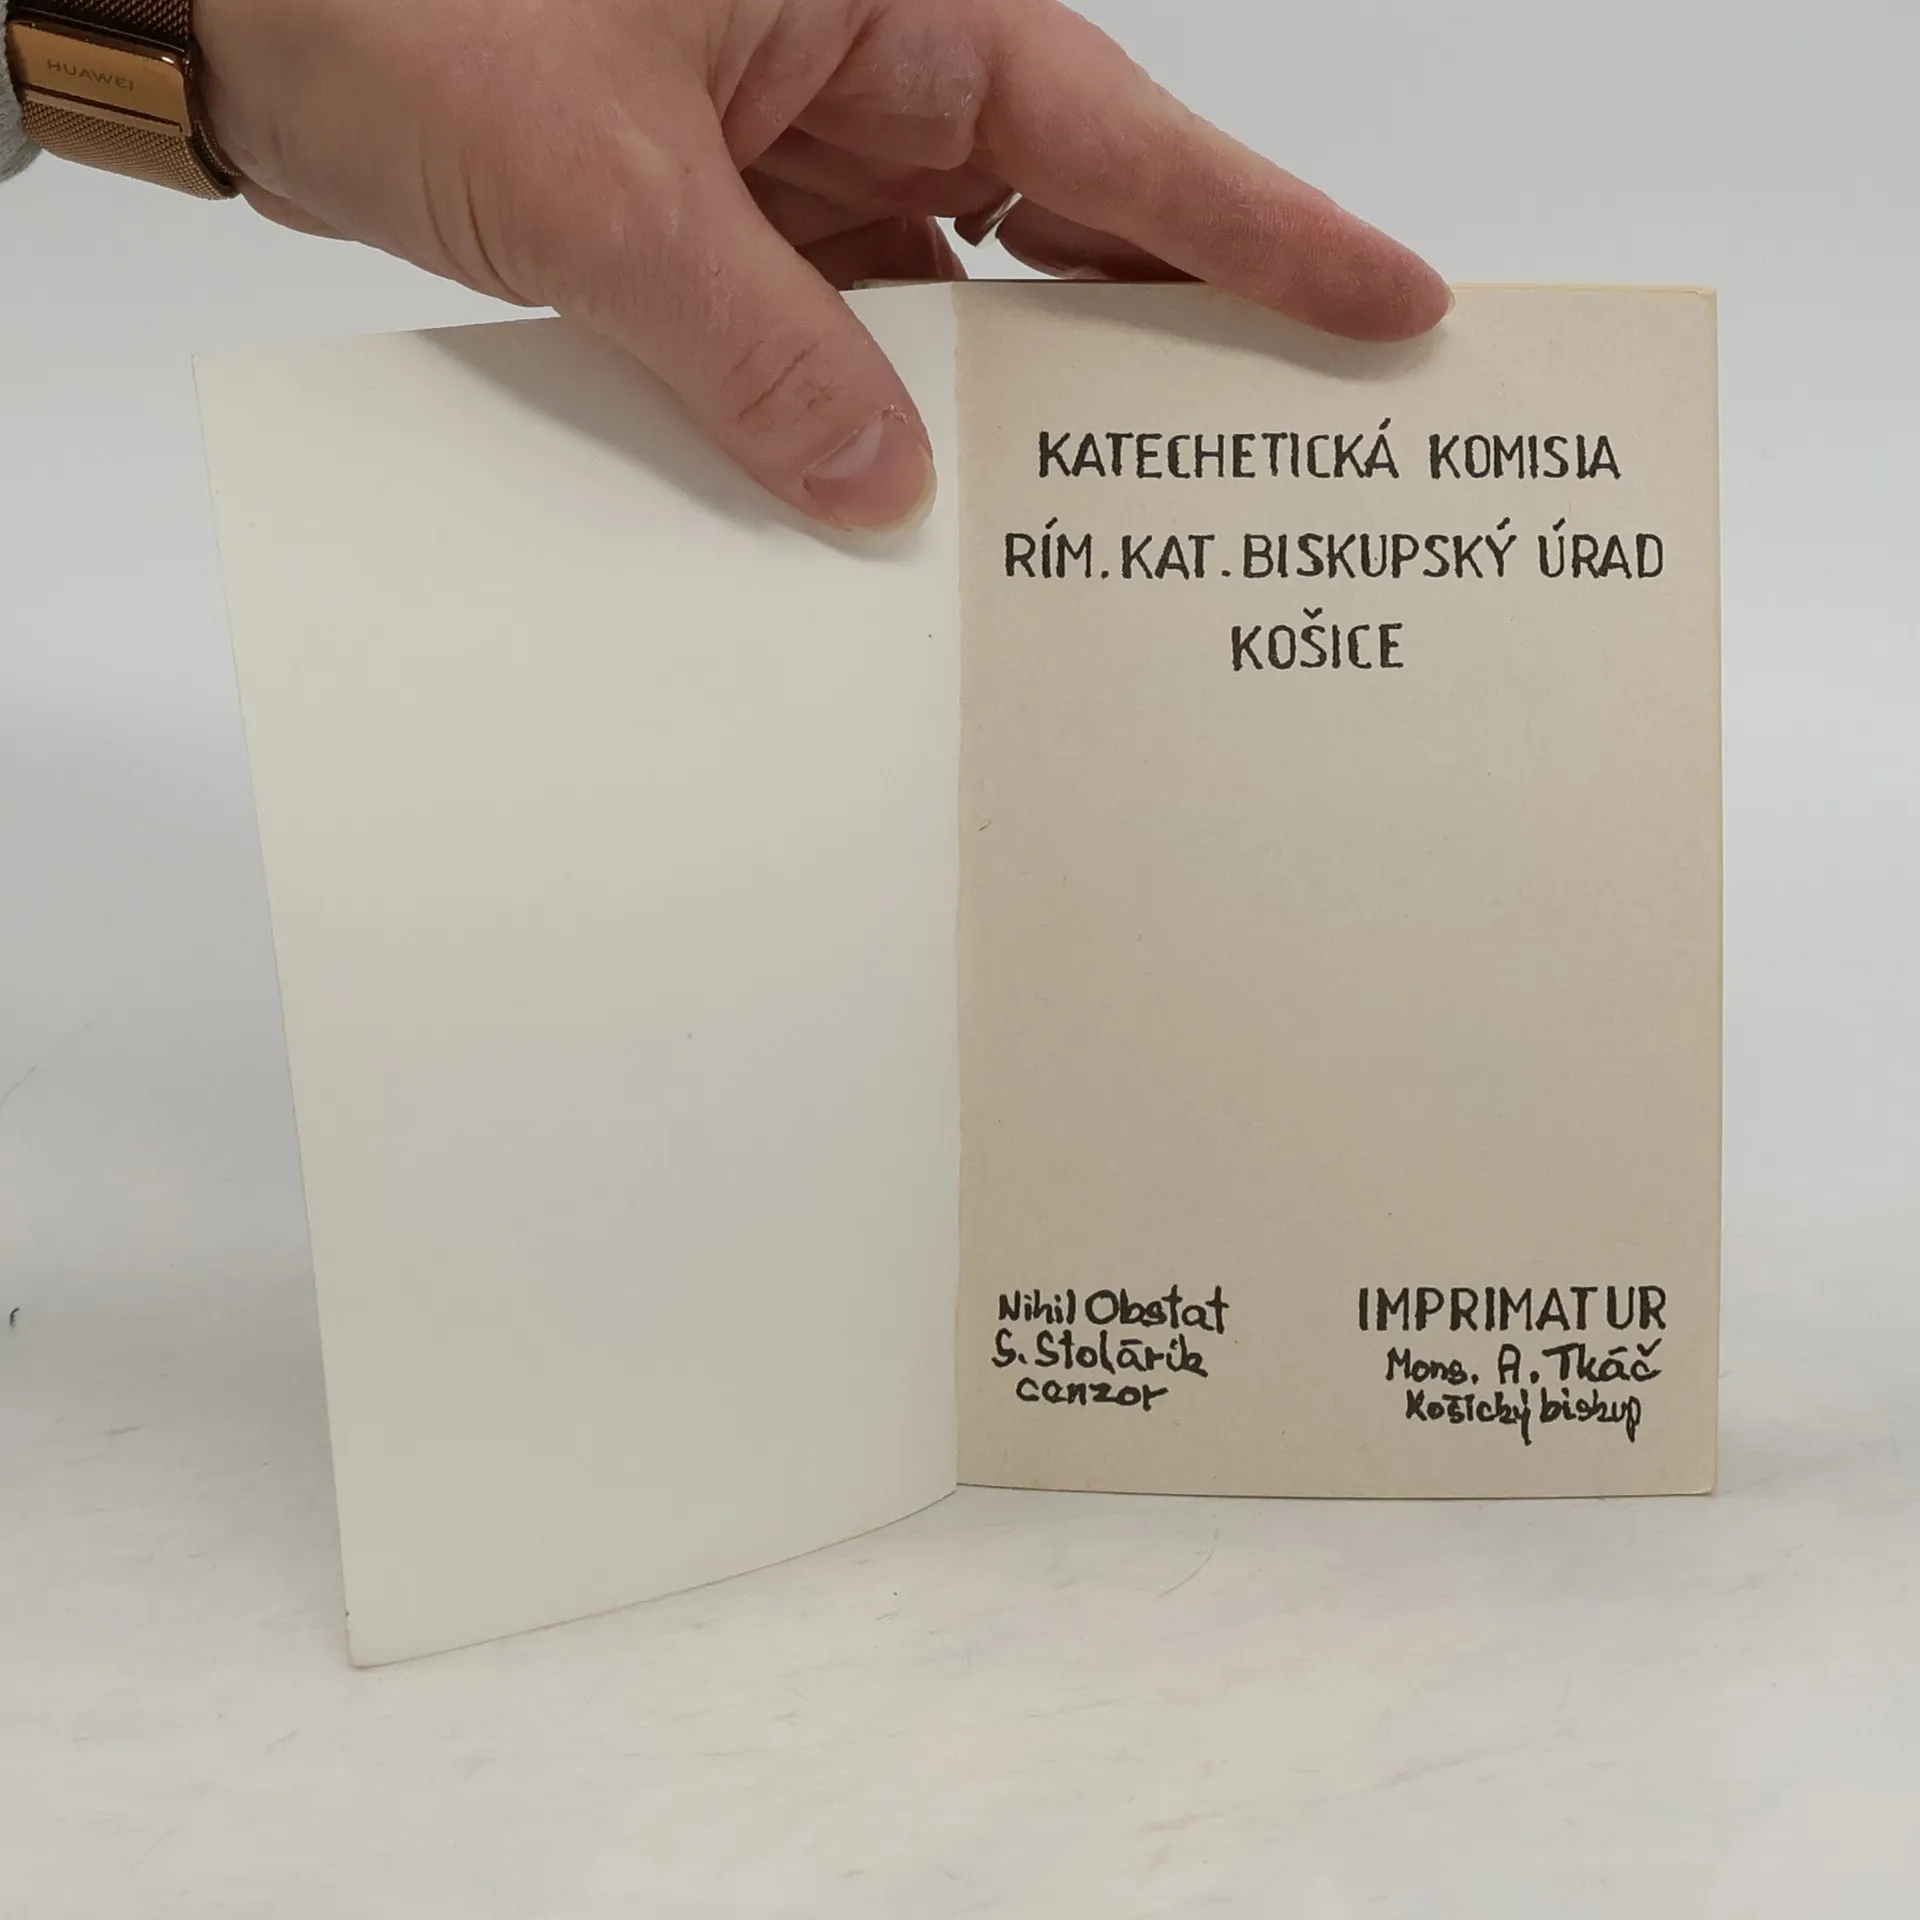 HUAWEI
KATECHETICKÁ KOMISIA
RÍM. KAT. BISKUPSKÝ ÚRAD
KOŠICE
Nihil Obstat
S. Stolárik
cenzor
IMPRIMATUR
Mons. A. Tkáč
Košický biskup